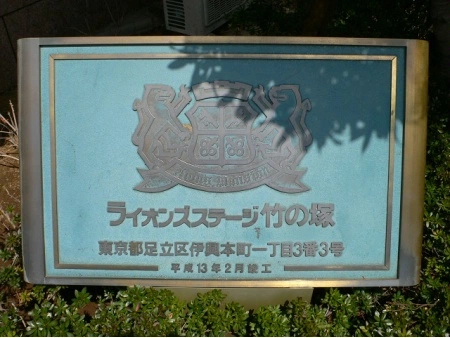 ライオンズステージ竹の塚
東京都足立区伊興本町一丁目3番3号
平成13年2月竣工